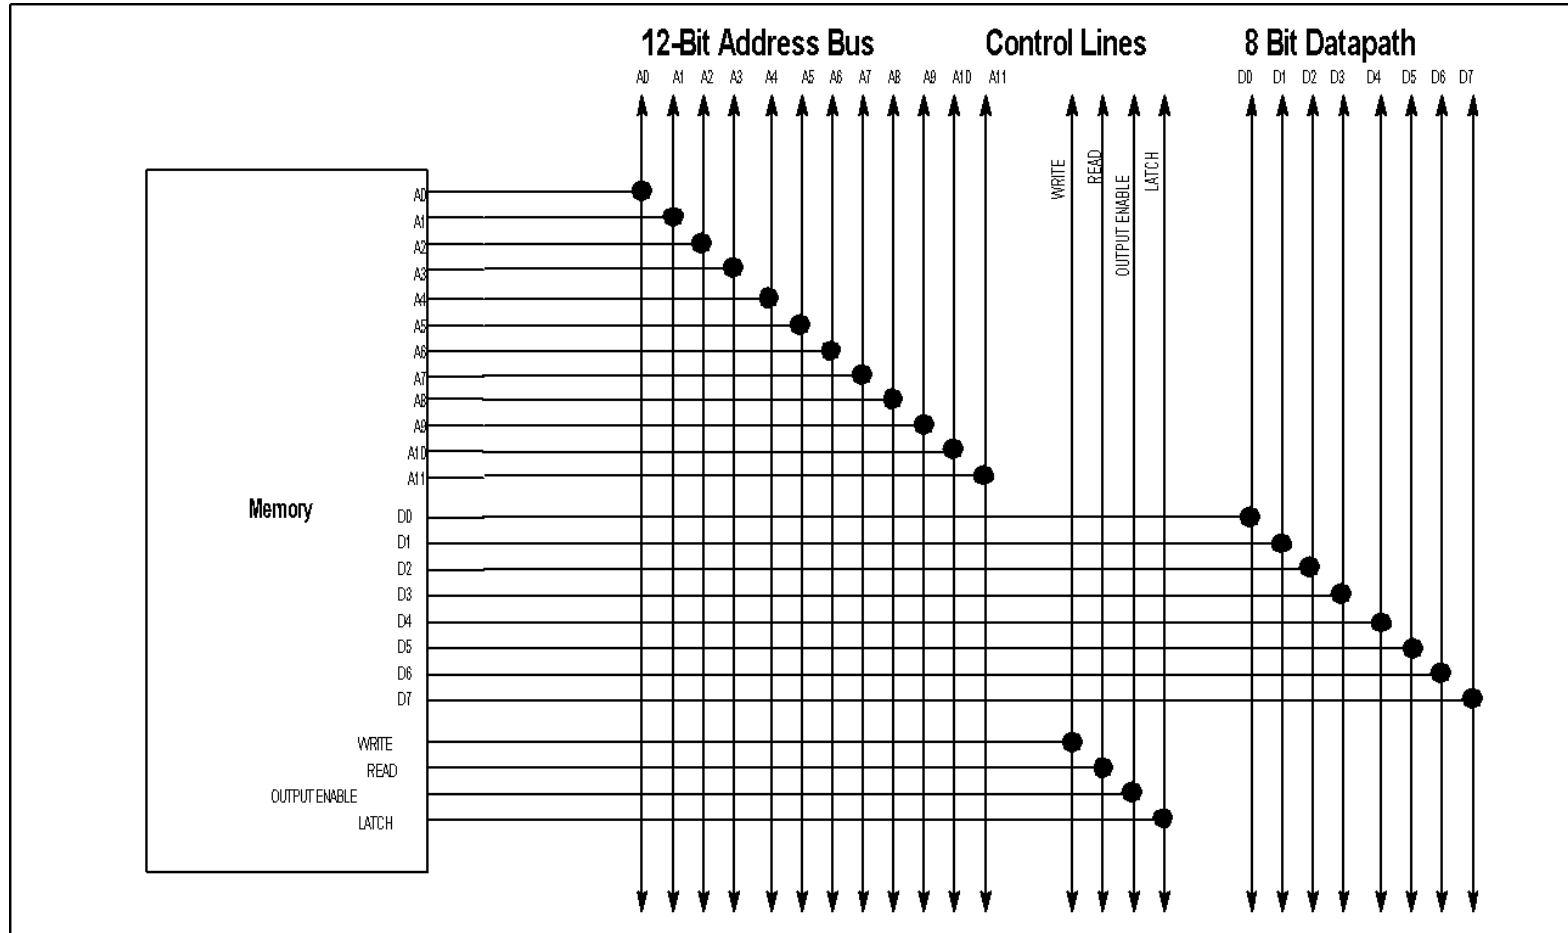 12-Bit Address Bus Control Lines 8 Bit Datapath
A0 A1 A2 A3 A4 A5 A6 A7 A8 A9 A10 A11 D0 D1 D2 D3 D4 D5 D6 D7
WRITE
READ
OUTPUT ENABLE
LATCH
A0
A1
A2
A3
A4
A5
A6
A7
A8
A9
A10
A11
Memory
D0
D1
D2
D3
D4
D5
D6
D7
WRITE
READ
OUTPUT ENABLE
LATCH